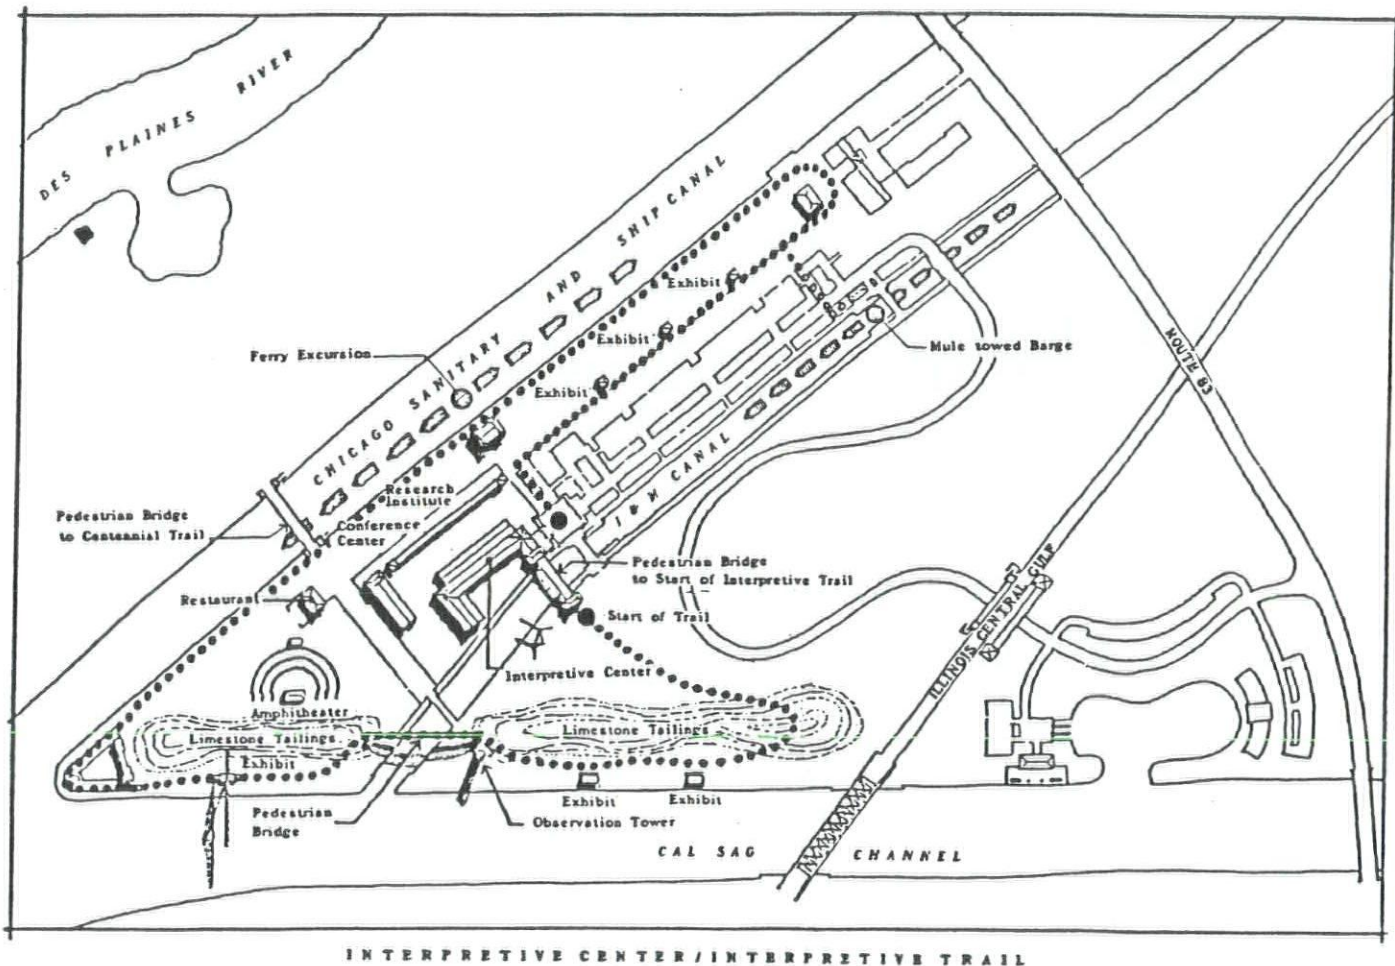 DES PLAINES RIVER
CHICAGO SANITARY AND SHIP CANAL
Exhibit
Exhibit
Exhibit
Ferry Excursion
Mule towed Barge
ROUTE 83
I & M CANAL
Research
Institute
Conference
Center
Pedestrian Bridge
to Centennial Trail
Pedestrian Bridge
to Start of Interpretive Trail
Restaurant
Start of Trail
ILLINOIS CENTRAL GULF
Interpretive Center
Amphitheater
Limestone Tailings
Limestone Tailings
Exhibit
Exhibit
Exhibit
Pedestrian
Bridge
Observation Tower
CAL SAG CHANNEL
INTERPRETIVE CENTER/INTERPRETIVE TRAIL